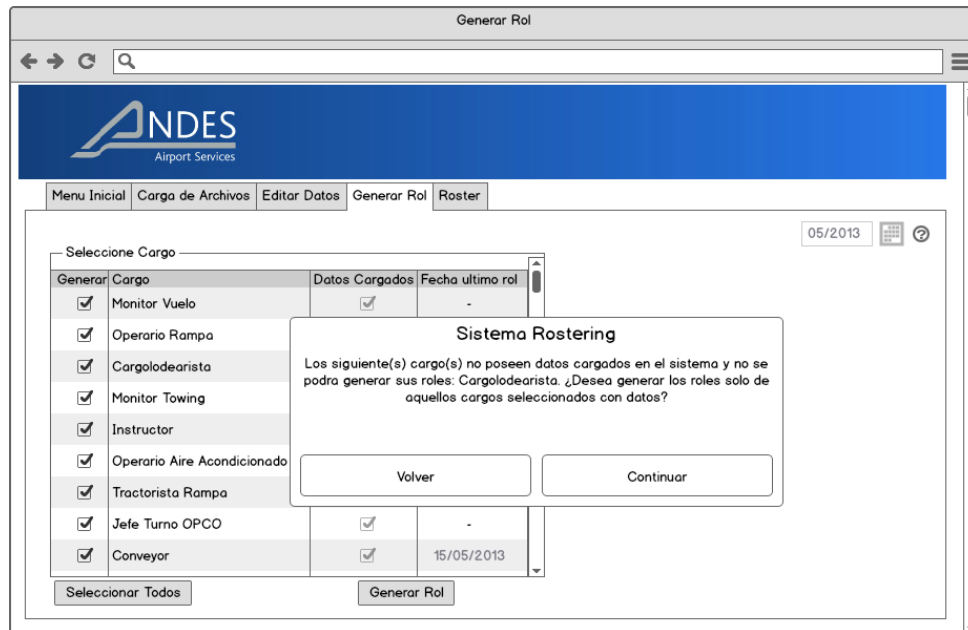 Generar Rol
ANDES
Airport Services
Menu Inicial Carga de Archivos Editar Datos Generar Rol Roster
05/2013
Seleccione Cargo
Generar Cargo Datos Cargados Fecha ultimo rol
Monitor Vuelo -
Operario Rampa
Cargolodearista
Monitor Towing
Instructor
Operario Aire Acondicionado
Tractorista Rampa
Jefe Turno OPCO -
Conveyor 15/05/2013
Sistema Rostering
Los siguiente(s) cargo(s) no poseen datos cargados en el sistema y no se
podra generar sus roles: Cargolodearista. ¿Desea generar los roles solo de
aquellos cargos seleccionados con datos?
Volver Continuar
Seleccionar Todos Generar Rol